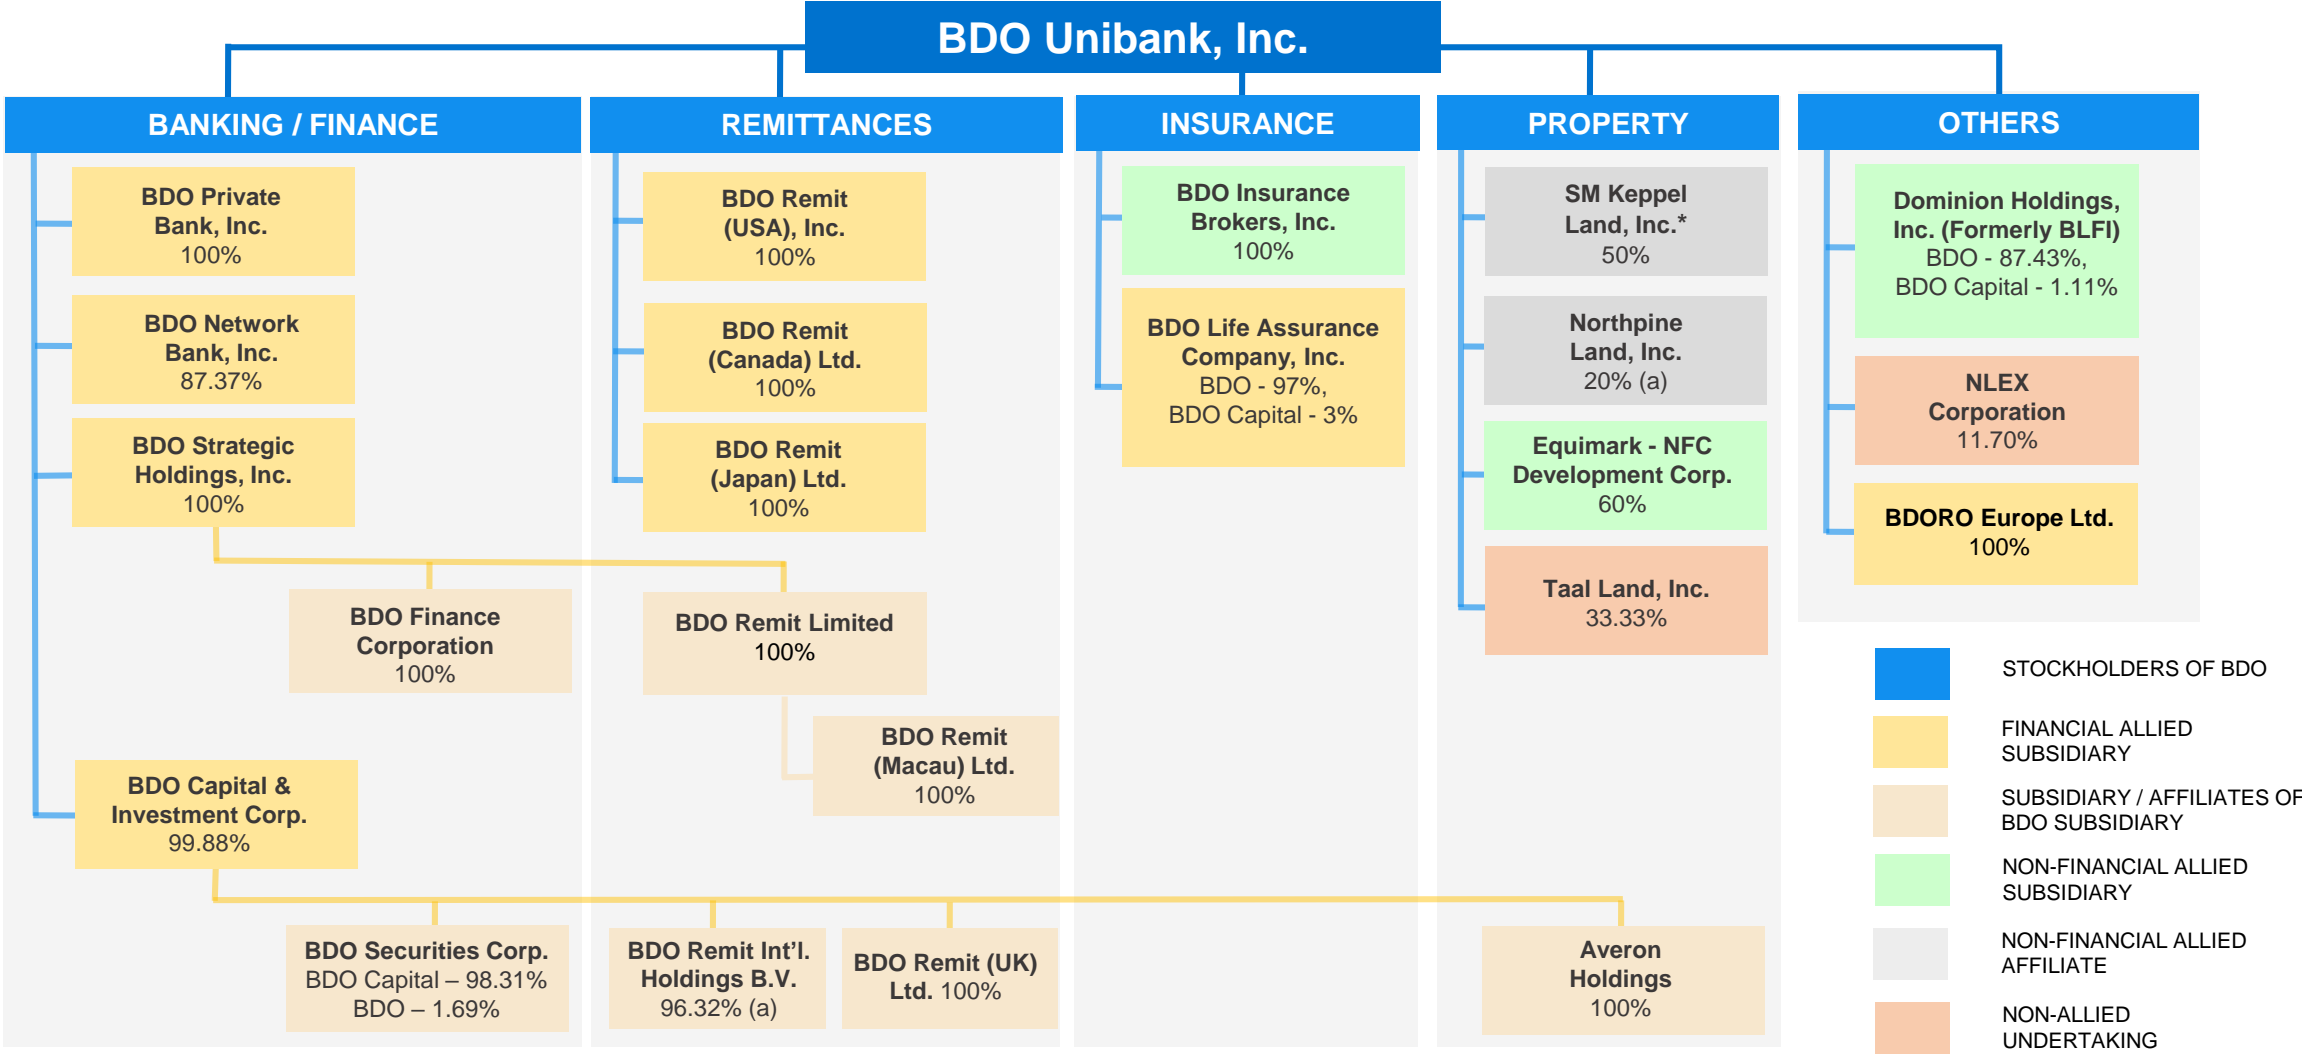 BDO Unibank, Inc.
BANKING / FINANCE
BDO Private
Bank, Inc.
100%
BDO Network
Bank, Inc.
87.37%
BDO Strategic
Holdings, Inc.
100%
BDO Finance
Corporation
100%
BDO Capital &
Investment Corp.
99.88%
BDO Securities Corp.
BDO Capital – 98.31%
BDO – 1.69%
REMITTANCES
BDO Remit
(USA), Inc.
100%
BDO Remit
(Canada) Ltd.
100%
BDO Remit
(Japan) Ltd.
100%
BDO Remit Limited
100%
BDO Remit
(Macau) Ltd.
100%
BDO Remit Int’l.
Holdings B.V.
96.32% (a)
BDO Remit (UK)
Ltd. 100%
INSURANCE
BDO Insurance
Brokers, Inc.
100%
BDO Life Assurance
Company, Inc.
BDO - 97%,
BDO Capital - 3%
PROPERTY
SM Keppel
Land, Inc.*
50%
Northpine
Land, Inc.
20% (a)
Equimark - NFC
Development Corp.
60%
Taal Land, Inc.
33.33%
Averon
Holdings
100%
OTHERS
Dominion Holdings,
Inc. (Formerly BLFI)
BDO - 87.43%,
BDO Capital - 1.11%
NLEX
Corporation
11.70%
BDORO Europe Ltd.
100%
STOCKHOLDERS OF BDO
FINANCIAL ALLIED
SUBSIDIARY
SUBSIDIARY / AFFILIATES OF
BDO SUBSIDIARY
NON-FINANCIAL ALLIED
SUBSIDIARY
NON-FINANCIAL ALLIED
AFFILIATE
NON-ALLIED
UNDERTAKING